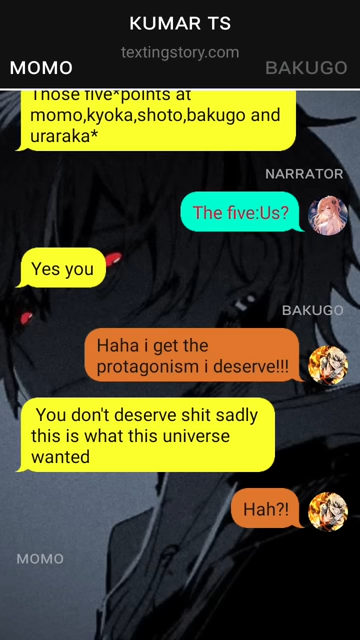 KUMAR TS
textingstory.com
MOMO
BAKUGO
Those five*points at
momo,kyoka,shoto,bakugo and
uraraka*
NARRATOR
The five:Us?
Yes you
BAKUGO
Haha i get the
protagonism i deserve!!!
You don't deserve shit sadly
this is what this universe
wanted
Hah?!
MOMO